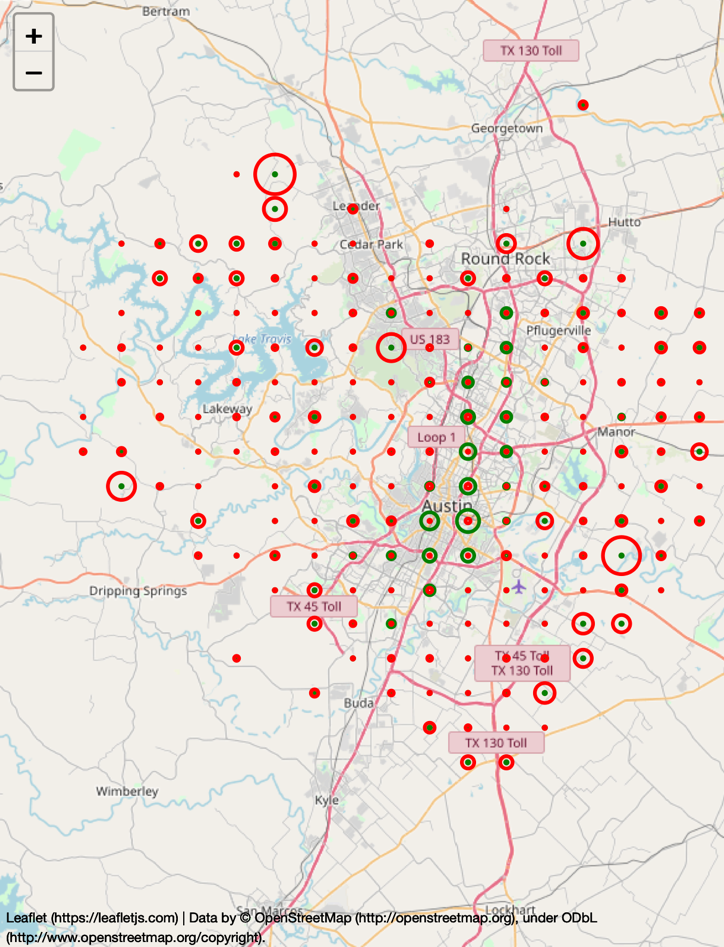 Bertram
+
−
TX 130 Toll
Georgetown
Leander
Hutto
Cedar Park
Round Rock
Pflugerville
Lake Travis
US 183
Lakeway
Manor
Loop 1
Austin
Dripping Springs
TX 45 Toll
TX 45 Toll
TX 130 Toll
Buda
TX 130 Toll
Wimberley
Kyle
San Marcos
Lockhart
Leaflet (https://leafletjs.com) | Data by © OpenStreetMap (http://openstreetmap.org), under ODbL
(http://www.openstreetmap.org/copyright).